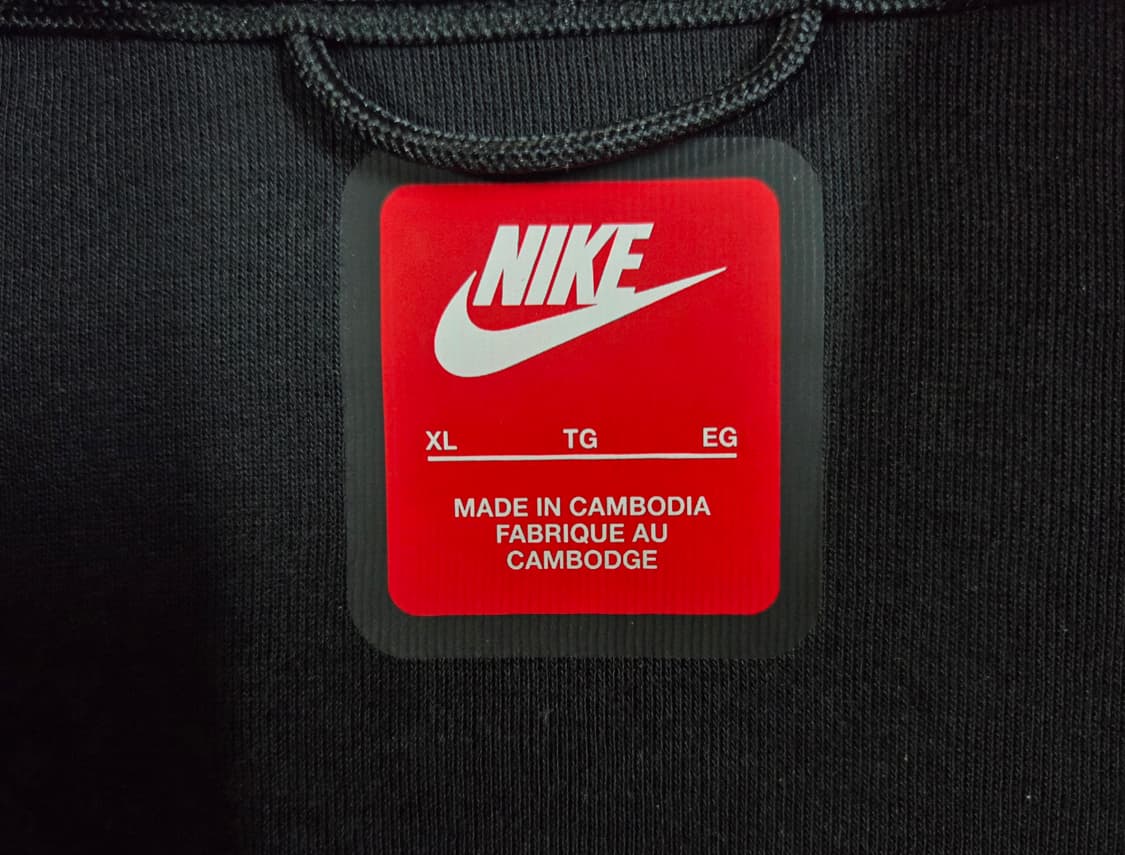 NIKE
XL TG EG
MADE IN CAMBODIA
FABRIQUE AU
CAMBODGE